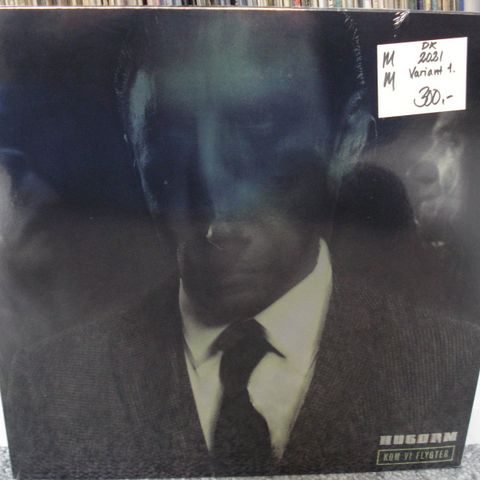 DK
M 2021
M Variant 1.
300,-
HUGORM
KOM VI FLYGTER